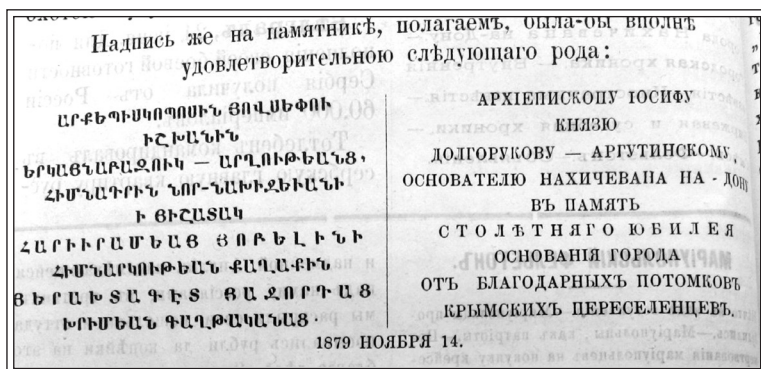 Надпись же на памятникѣ, полагаемъ, была-бы вполнѣ
удовлетворительною слѣдующаго рода:
ԱՐՔԵՊԻՍԿՈՊՈՍԻՆ ՅՈՎՍԵՓՈՒ
ԻՇԽԱՆԻՆ
ԵՐԿԱՅՆԱԲԱԶՈՒԿ — ԱՐՂՈՒԹԵԱՆՑ,
ՀԻՄՆԱԴՐԻՆ ՆՈՐ-ՆԱԽԻՋԵՒԱՆԻ
Ի ՅԻՇԱՏԱԿ
ՀԱՐԻՒՐԱՄԵԱՅ ՅՈԲԵԼԻՆԻ
ՀԻՄՆԱՐԿՈՒԹԵԱՆ ՔԱՂԱՔԻՆ
ՅԵՐԱԽՏԱԳԷՏ ՅԱՋՈՐԴԱՑ
ԽՐԻՄԵԱՆ ԳԱՂԹԱԿԱՆԱՑ.
АРХІЕПИСКОПУ ІОСИФУ
КНЯЗЮ
ДОЛГОРУКОВУ — АРГУТИНСКОМУ,
ОСНОВАТЕЛЮ НАХИЧЕВАНА НА-ДОНУ
ВЪ ПАМЯТЬ
СТОЛѢТНЯГО ЮБИЛЕЯ
ОСНОВАНІЯ ГОРОДА
ОТЪ БЛАГОДАРНЫХЪ ПОТОМКОВЪ
КРЫМСКИХЪ ПЕРЕСЕЛЕНЦЕВЪ.
1879 НОЯБРЯ 14.